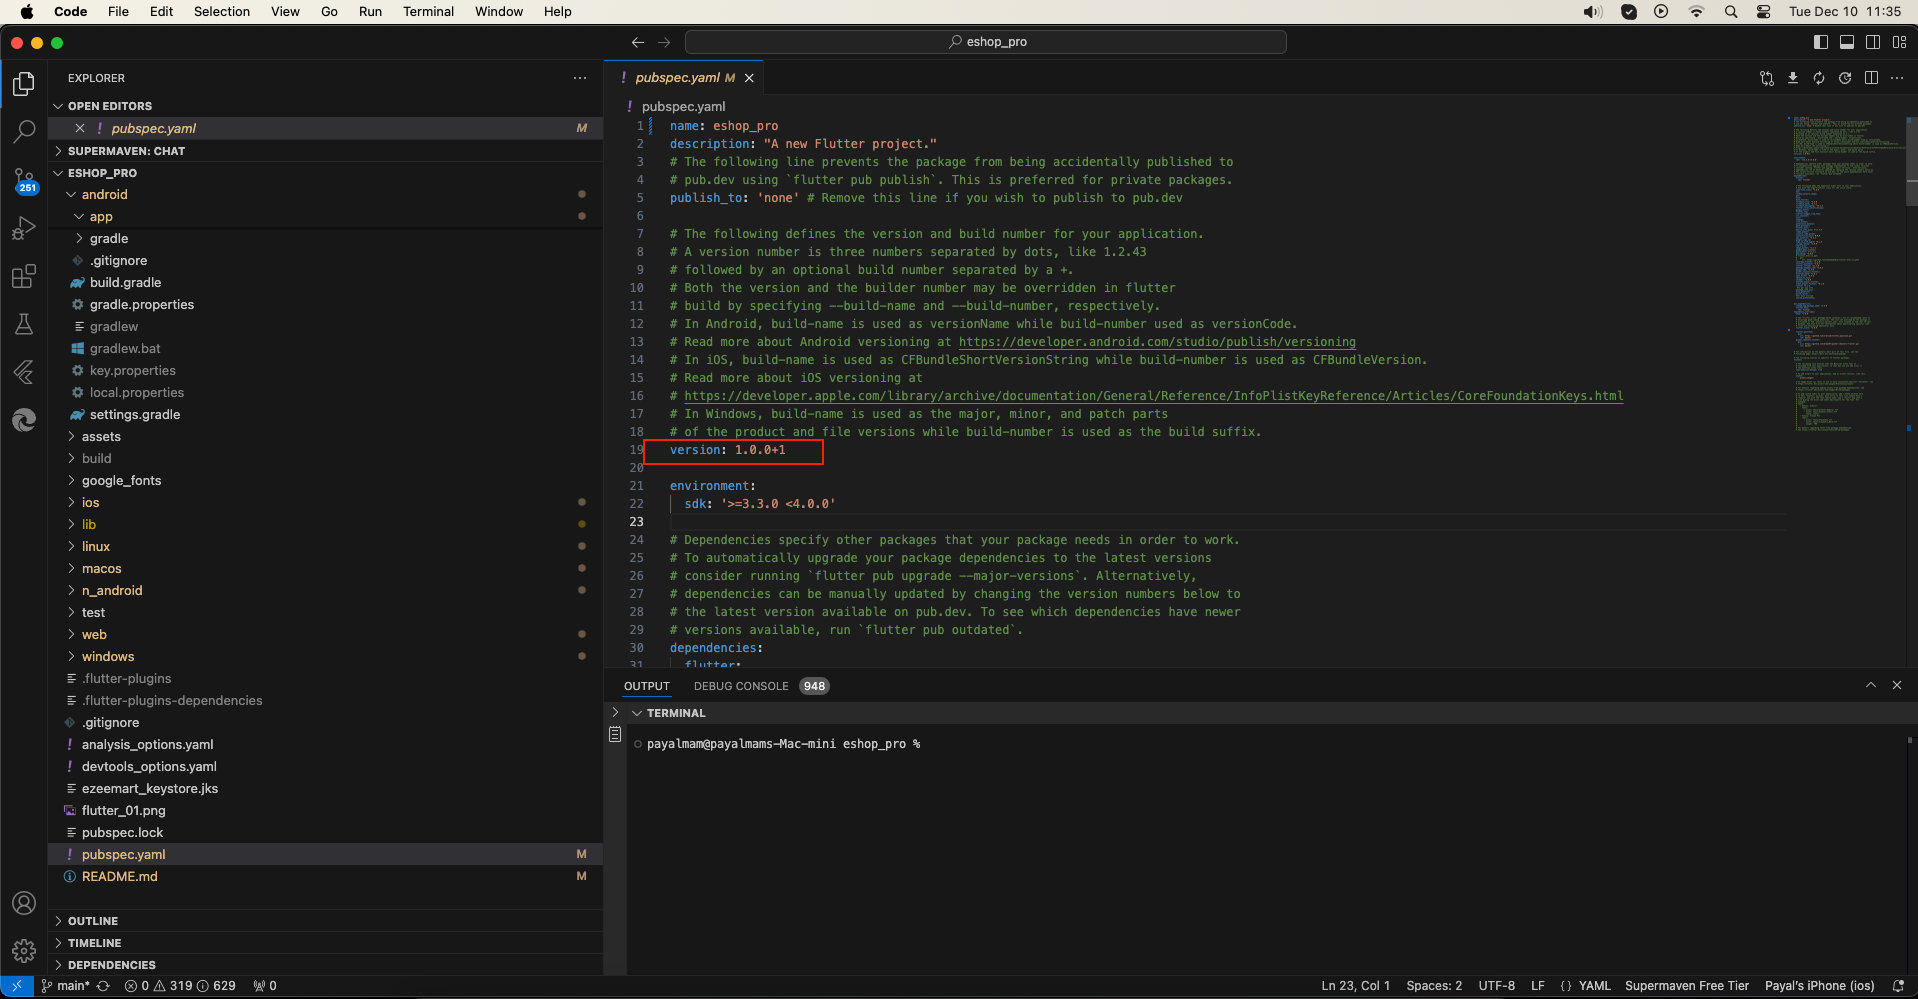 Code File Edit Selection View Go Run Terminal Window Help Tue Dec 10 11:35
eshop_pro
EXPLORER
OPEN EDITORS
pubspec.yaml M
SUPERMAVEN: CHAT
ESHOP_PRO
android
app
gradle
.gitignore
build.gradle
gradle.properties
gradlew
gradlew.bat
key.properties
local.properties
settings.gradle
assets
build
google_fonts
ios
lib
linux
macos
n_android
test
web
windows
.flutter-plugins
.flutter-plugins-dependencies
.gitignore
analysis_options.yaml
devtools_options.yaml
ezeemart_keystore.jks
flutter_01.png
pubspec.lock
pubspec.yaml M
README.md M
OUTLINE
TIMELINE
DEPENDENCIES
251
pubspec.yaml M
pubspec.yaml
1 name: eshop_pro
2 description: "A new Flutter project."
3 # The following line prevents the package from being accidentally published to
4 # pub.dev using `flutter pub publish`. This is preferred for private packages.
5 publish_to: 'none' # Remove this line if you wish to publish to pub.dev
6
7 # The following defines the version and build number for your application.
8 # A version number is three numbers separated by dots, like 1.2.43
9 # followed by an optional build number separated by a +.
10 # Both the version and the builder number may be overridden in flutter
11 # build by specifying --build-name and --build-number, respectively.
12 # In Android, build-name is used as versionName while build-number used as versionCode.
13 # Read more about Android versioning at https://developer.android.com/studio/publish/versioning
14 # In iOS, build-name is used as CFBundleShortVersionString while build-number is used as CFBundleVersion.
15 # Read more about iOS versioning at
16 # https://developer.apple.com/library/archive/documentation/General/Reference/InfoPlistKeyReference/Articles/CoreFoundationKeys.html
17 # In Windows, build-name is used as the major, minor, and patch parts
18 # of the product and file versions while build-number is used as the build suffix.
19 version: 1.0.0+1
20
21 environment:
22 sdk: '>=3.3.0 <4.0.0'
23
24 # Dependencies specify other packages that your package needs in order to work.
25 # To automatically upgrade your package dependencies to the latest versions
26 # consider running `flutter pub upgrade --major-versions`. Alternatively,
27 # dependencies can be manually updated by changing the version numbers below to
28 # the latest version available on pub.dev. To see which dependencies have newer
29 # versions available, run `flutter pub outdated`.
30 dependencies:
31 flutter:
OUTPUT DEBUG CONSOLE 948
TERMINAL
payalmam@payalmams-Mac-mini eshop_pro %
main* 0 319 629 0 Ln 23, Col 1 Spaces: 2 UTF-8 LF {} YAML Supermaven Free Tier Payal's iPhone (ios)